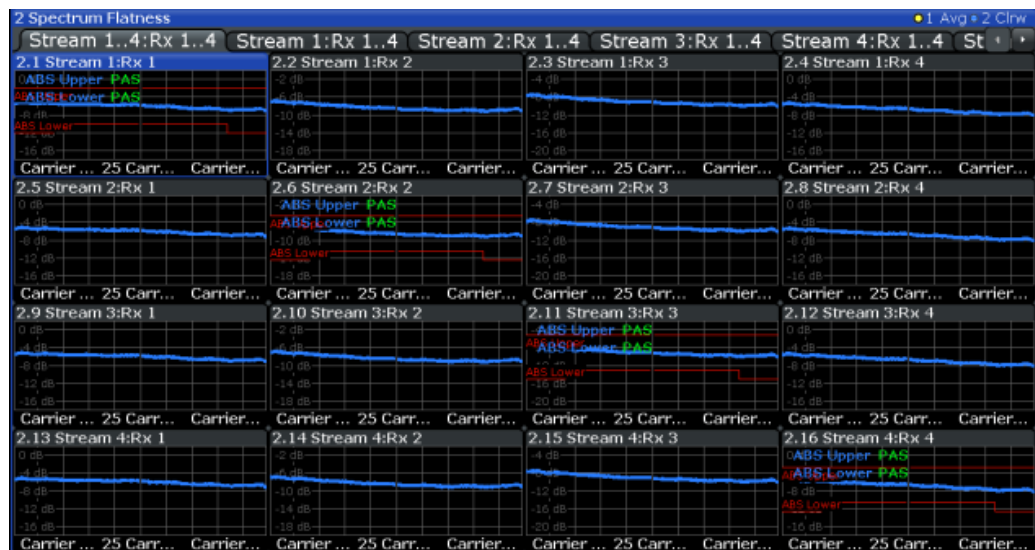 2 Spectrum Flatness
1 Avg 2 Clrw
Stream 1..4:Rx 1..4 Stream 1:Rx 1..4 Stream 2:Rx 1..4 Stream 3:Rx 1..4 Stream 4:Rx 1..4 St
2.1 Stream 1:Rx 1 2.2 Stream 1:Rx 2 2.3 Stream 1:Rx 3 2.4 Stream 1:Rx 4
ABS Upper PAS -2 dB -4 dB 0 dB
ABS Lower PAS
-8 dB -10 dB -12 dB -8 dB
ABS Lower -14 dB -16 dB -12 dB
-16 dB -18 dB -20 dB -16 dB
Carrier ... 25 Carr... Carrier... Carrier ... 25 Carr... Carrier... Carrier ... 25 Carr... Carrier... Carrier ... 25 Carr... Carrier...
2.5 Stream 2:Rx 1 2.6 Stream 2:Rx 2 2.7 Stream 2:Rx 3 2.8 Stream 2:Rx 4
0 dB ABS Upper PAS -4 dB 0 dB
-4 dB ABS Lower PAS -4 dB
-8 dB -10 dB -12 dB -8 dB
-12 dB ABS Lower -16 dB -12 dB
-16 dB -18 dB -20 dB -16 dB
Carrier ... 25 Carr... Carrier... Carrier ... 25 Carr... Carrier... Carrier ... 25 Carr... Carrier... Carrier ... 25 Carr... Carrier...
2.9 Stream 3:Rx 1 2.10 Stream 3:Rx 2 2.11 Stream 3:Rx 3 2.12 Stream 3:Rx 4
0 dB -2 dB ABS Upper PAS 0 dB
ABS Lower PAS
-8 dB -10 dB -8 dB
-12 dB -14 dB ABS Lower -12 dB
-16 dB -18 dB -20 dB -16 dB
Carrier ... 25 Carr... Carrier... Carrier ... 25 Carr... Carrier... Carrier ... 25 Carr... Carrier... Carrier ... 25 Carr... Carrier...
2.13 Stream 4:Rx 1 2.14 Stream 4:Rx 2 2.15 Stream 4:Rx 3 2.16 Stream 4:Rx 4
0 dB -2 dB -4 dB ABS Upper PAS
-4 dB ABS Lower PAS
-8 dB -10 dB -12 dB -8 dB
-12 dB -14 dB -16 dB ABS Lower
-16 dB -18 dB -20 dB -16 dB
Carrier ... 25 Carr... Carrier... Carrier ... 25 Carr... Carrier... Carrier ... 25 Carr... Carrier... Carrier ... 25 Carr... Carrier...